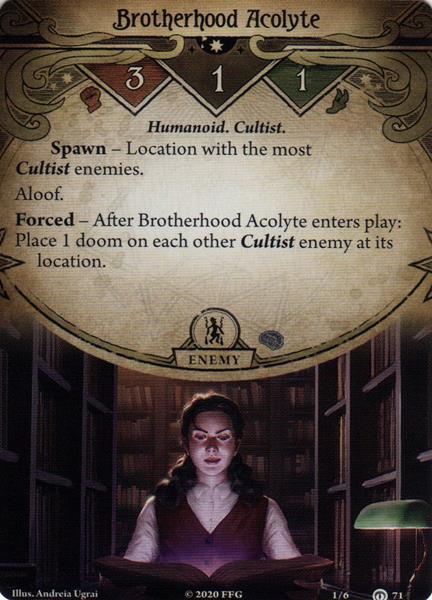 Brotherhood Acolyte
3 1 1
Humanoid. Cultist.
Spawn – Location with the most
Cultist enemies.
Aloof.
Forced – After Brotherhood Acolyte enters play:
Place 1 doom on each other Cultist enemy at its
location.
ENEMY
Illus. Andreia Ugrai © 2020 FFG 1/6 71